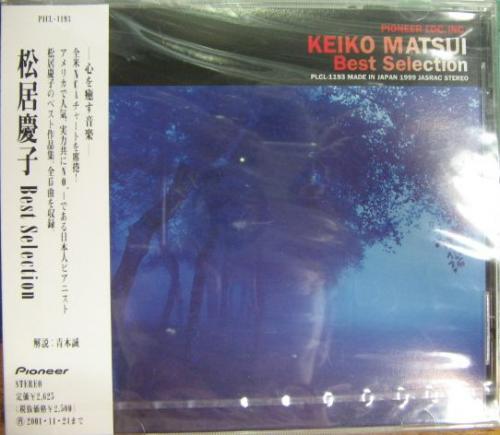 PICL-1193
―心を癒す音楽―
全米NCAチャートを席捲!
アメリカで人気、実力共にNO.1である日本人ピアニスト
松居慶子のベスト作品集。全15曲を収録
松居慶子 Best Selection
解説:青木誠
Pioneer
STEREO
定価¥2,625
(税抜価格¥2,500)
再 2001・11・21まで
PIONEER LDC, INC.
KEIKO MATSUI
Best Selection
PLCL-1193 MADE IN JAPAN 1999 JASRAC STEREO